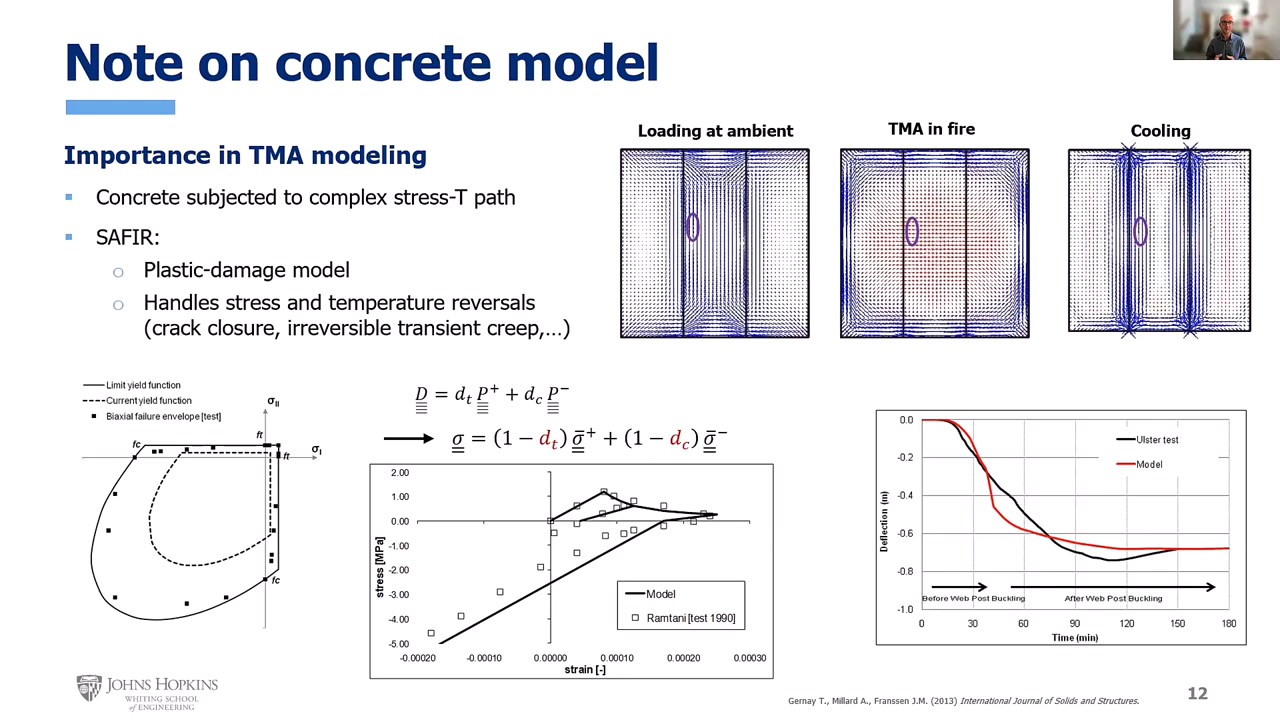 Note on concrete model
Importance in TMA modeling
Concrete subjected to complex stress-T path
SAFIR:
Plastic-damage model
Handles stress and temperature reversals
(crack closure, irreversible transient creep,…)
Loading at ambient
TMA in fire
Cooling
Limit yield function
Current yield function
Biaxial failure envelope [test]
σII
ft
fc
σI
ft
fc
D = dt P+ + dc P−
σ = (1 − dt) σ̄+ + (1 − dc) σ̄−
2.00
1.00
0.00
-1.00
-2.00
-3.00
-4.00
-5.00
stress [MPa]
Model
Ramtani [test 1990]
-0.00020 -0.00010 0.00000 0.00010 0.00020 0.00030
strain [-]
0.0
-0.2
-0.4
-0.6
-0.8
-1.0
Deflection (m)
Ulster test
Model
Before Web Post Buckling
After Web Post Buckling
0 30 60 90 120 150 180
Time (min)
JOHNS HOPKINS
WHITING SCHOOL
of ENGINEERING
Gernay T., Millard A., Franssen J.M. (2013) International Journal of Solids and Structures.
12